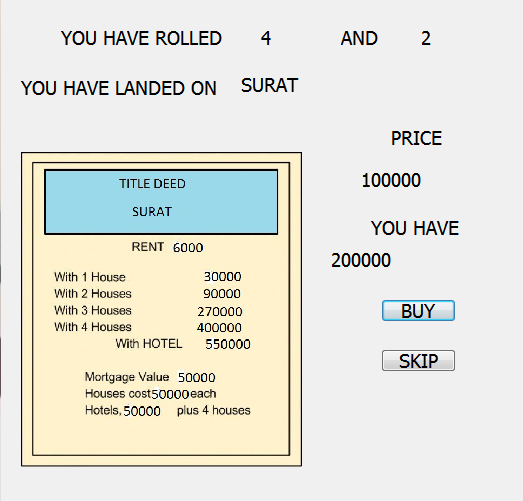 YOU HAVE ROLLED 4 AND 2
YOU HAVE LANDED ON SURAT
TITLE DEED
SURAT
RENT 6000
With 1 House 30000
With 2 Houses 90000
With 3 Houses 270000
With 4 Houses 400000
With HOTEL 550000
Mortgage Value 50000
Houses cost50000each
Hotels,50000 plus 4 houses
PRICE
100000
YOU HAVE
200000
BUY
SKIP